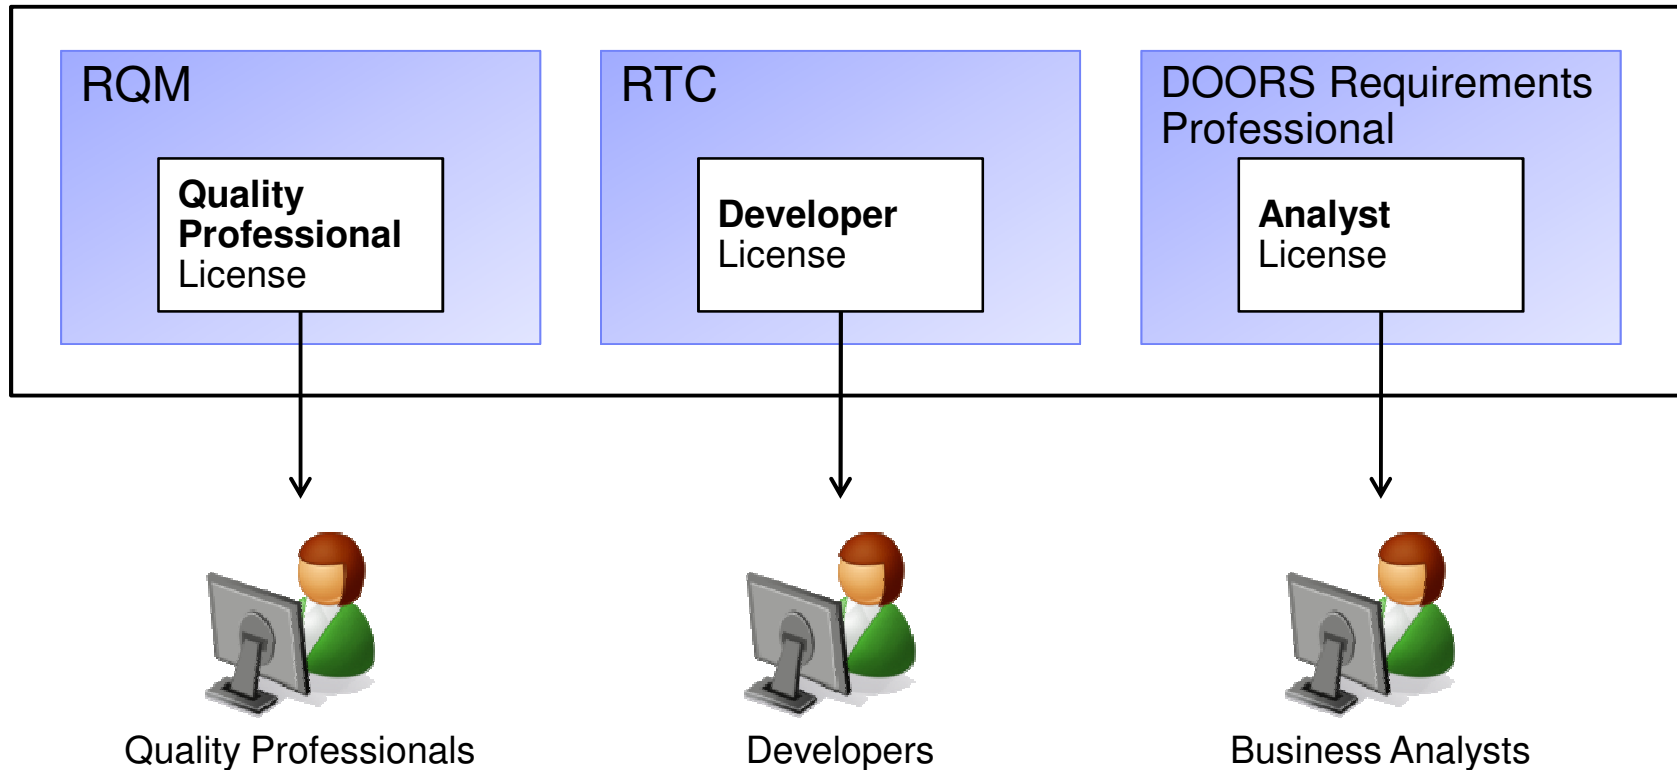 RQM
Quality
Professional
License
RTC
Developer
License
DOORS Requirements
Professional
Analyst
License
Quality Professionals
Developers
Business Analysts